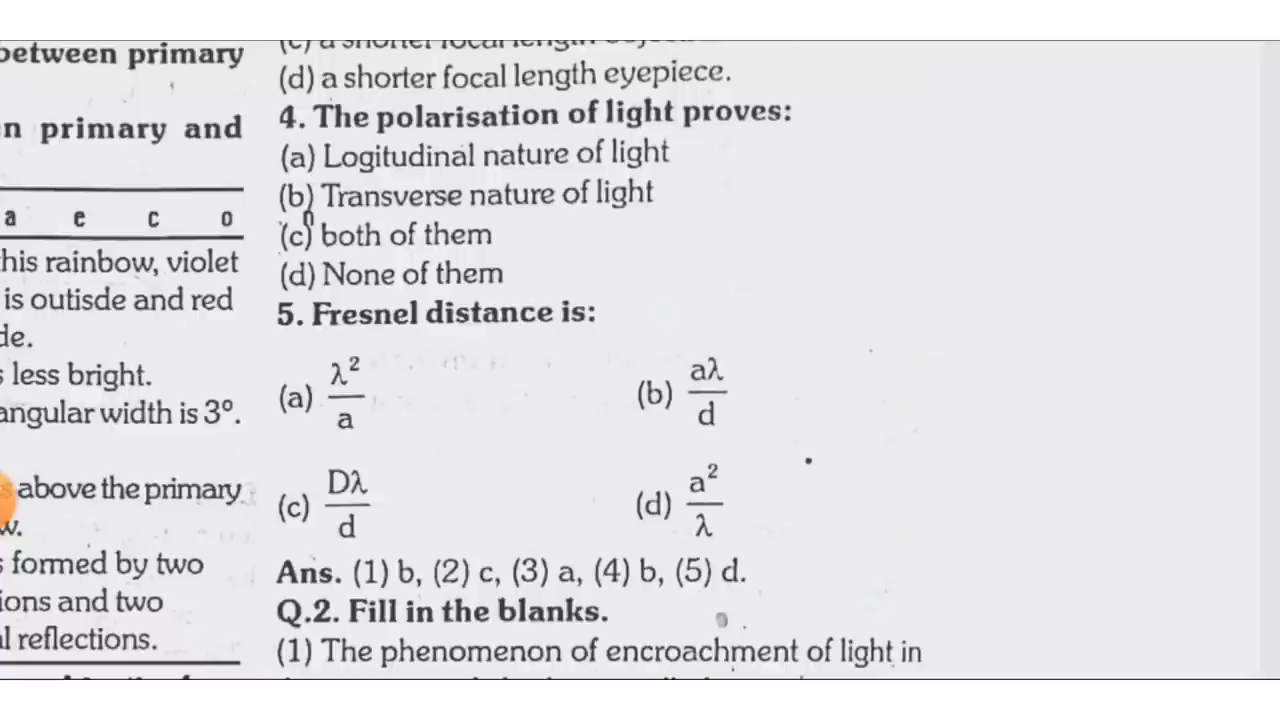 between primary
n primary and
a e c o
his rainbow, violet
is outisde and red
de.
s less bright.
angular width is 3°.
above the primary
w.
s formed by two
ions and two
l reflections.
(d) a shorter focal length eyepiece.
4. The polarisation of light proves:
(a) Logitudinal nature of light
(b) Transverse nature of light
(c) both of them
(d) None of them
5. Fresnel distance is:
(a) λ²/a (b) aλ/d
(c) Dλ/d (d) a²/λ
Ans. (1) b, (2) c, (3) a, (4) b, (5) d.
Q.2. Fill in the blanks.
(1) The phenomenon of encroachment of light in